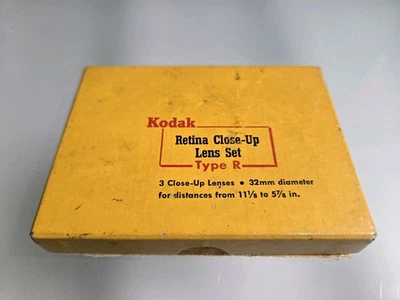 Kodak
Retina Close-Up
Lens Set
Type R
3 Close-Up Lenses • 32mm diameter
for distances from 11⅛ to 5⅞ in.